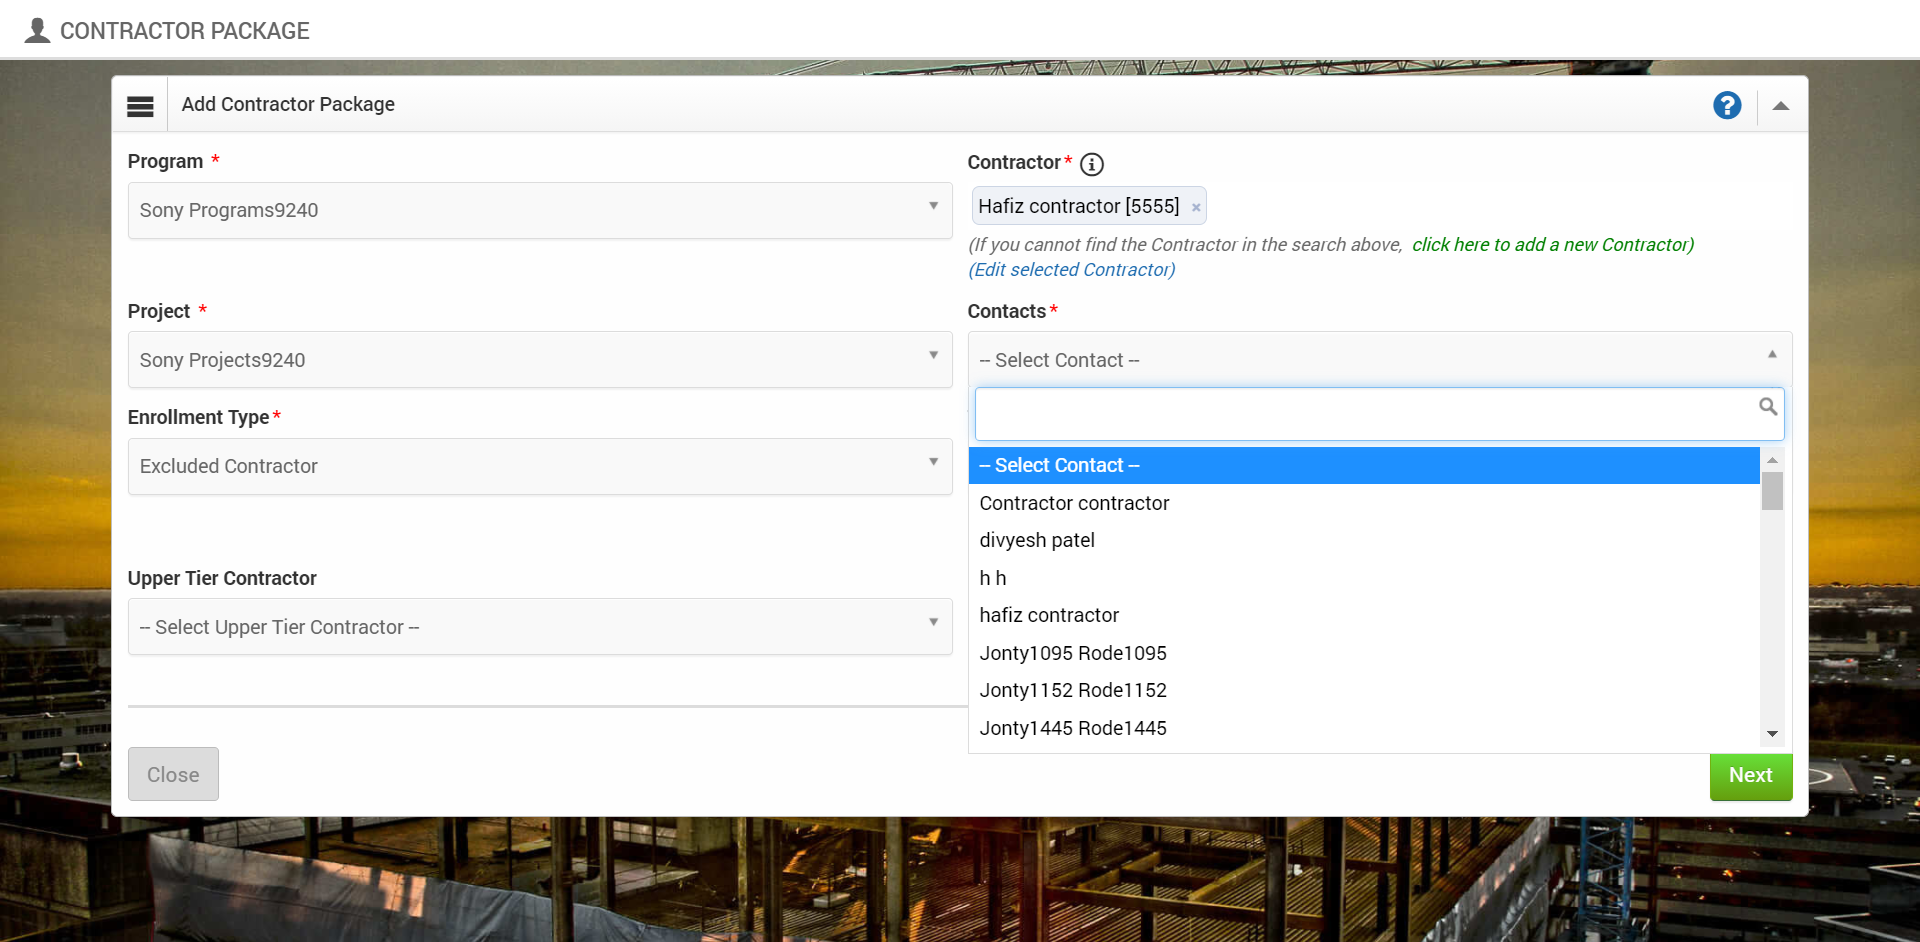 CONTRACTOR PACKAGE
Add Contractor Package
?
Program *
Sony Programs9240
Contractor* i
Hafiz contractor [5555] ×
(If you cannot find the Contractor in the search above, click here to add a new Contractor)
(Edit selected Contractor)
Project *
Sony Projects9240
Contacts*
-- Select Contact --
Enrollment Type*
Excluded Contractor
-- Select Contact --
Contractor contractor
divyesh patel
h h
hafiz contractor
Jonty1095 Rode1095
Jonty1152 Rode1152
Jonty1445 Rode1445
Upper Tier Contractor
-- Select Upper Tier Contractor --
Close
Next